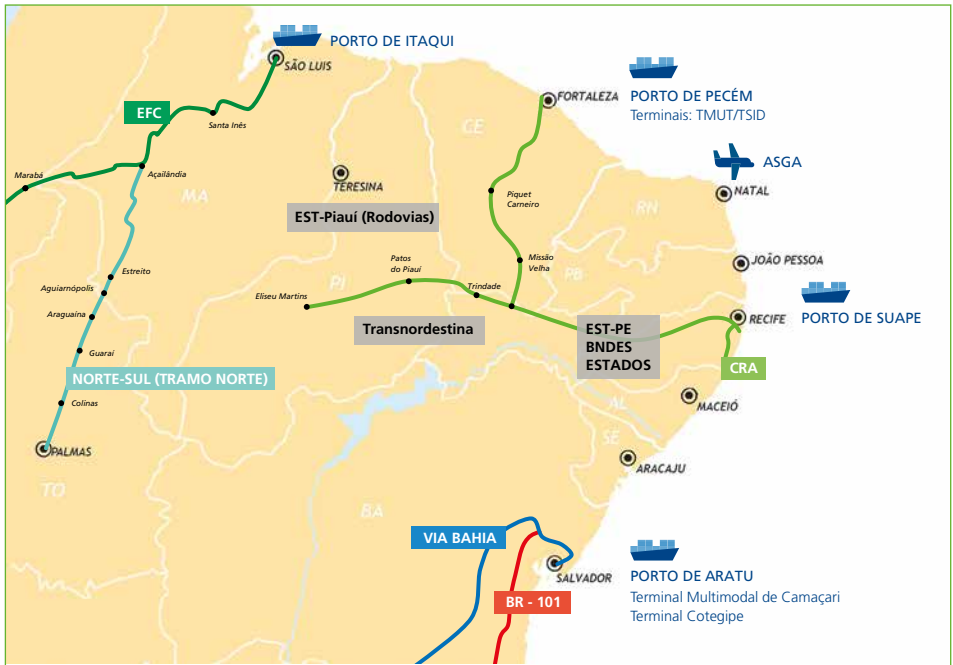 PORTO DE ITAQUI
SÃO LUIS
EFC
Santa Inês
Marabá
Açailândia
MA
TERESINA
EST-Piauí (Rodovias)
CE
FORTALEZA
PORTO DE PECÉM
Terminais: TMUT/TSID
ASGA
NATAL
RN
Piquet
Carneiro
Missão
Velha
PB
JOÃO PESSOA
Estreito
Aguiarnópolis
Araguaína
Guaraí
NORTE-SUL (TRAMO NORTE)
Colinas
PALMAS
TO
PI
Patos
do Piauí
Eliseu Martins
Trindade
Transnordestina
EST-PE
BNDES
ESTADOS
RECIFE
PORTO DE SUAPE
CRA
AL
MACEIÓ
SE
ARACAJU
BA
VIA BAHIA
SALVADOR
BR - 101
PORTO DE ARATU
Terminal Multimodal de Camaçari
Terminal Cotegipe